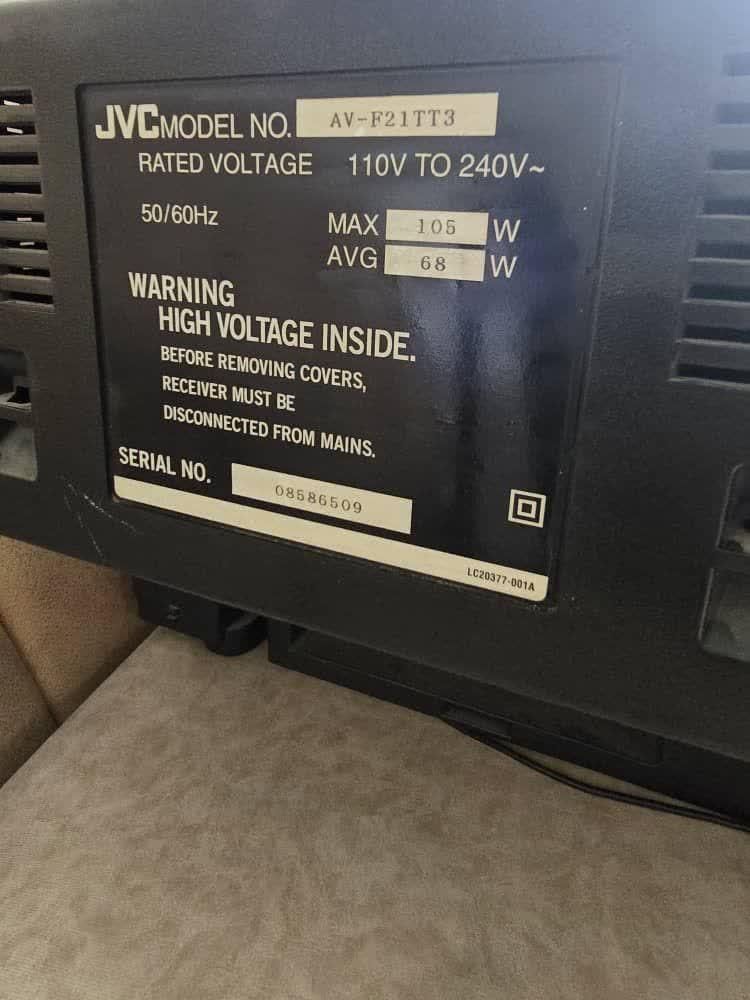 JVC MODEL NO. AV-F21TT3
RATED VOLTAGE 110V TO 240V~
50/60Hz
MAX 105 W
AVG 68 W
WARNING
HIGH VOLTAGE INSIDE.
BEFORE REMOVING COVERS,
RECEIVER MUST BE
DISCONNECTED FROM MAINS.
SERIAL NO. 08586509
LC20377-001A